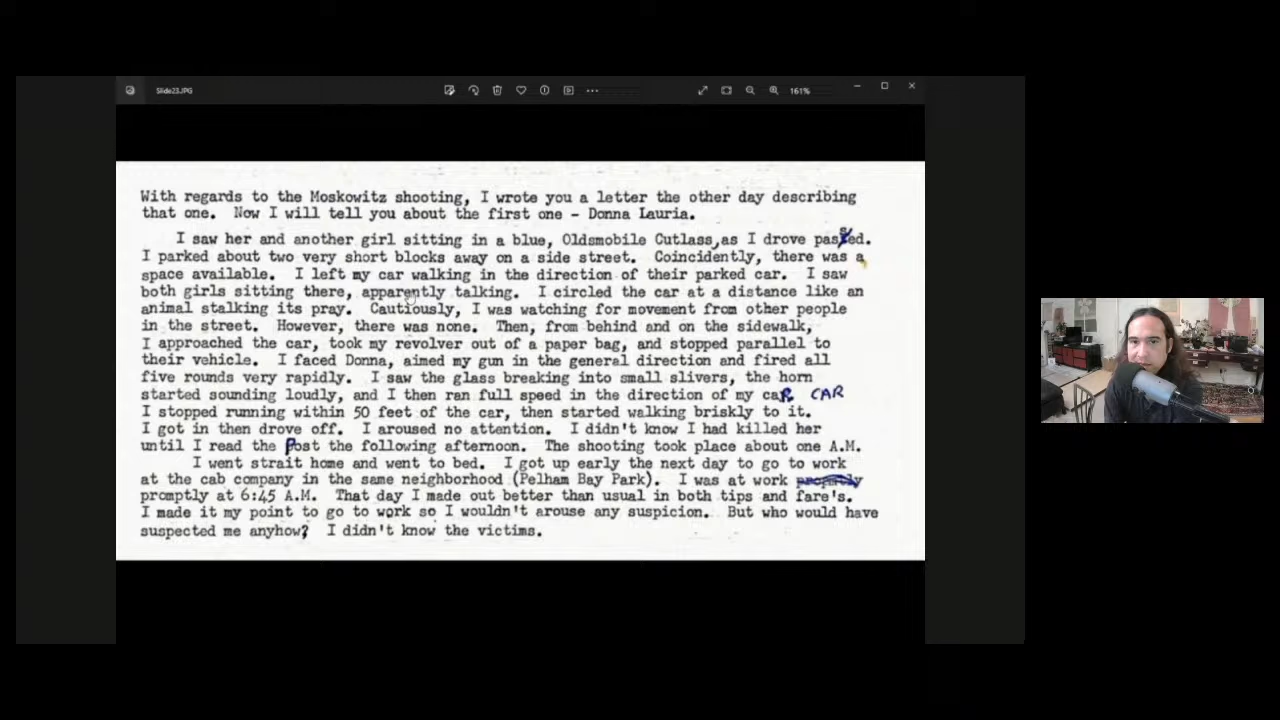 Slide23.JPG
161%
With regards to the Moskowitz shooting, I wrote you a letter the other day describing
that one. Now I will tell you about the first one - Donna Lauria.
I saw her and another girl sitting in a blue, Oldsmobile Cutlass, as I drove passed.
I parked about two very short blocks away on a side street. Coincidently, there was a
space available. I left my car walking in the direction of their parked car. I saw
both girls sitting there, apparently talking. I circled the car at a distance like an
animal stalking its pray. Cautiously, I was watching for movement from other people
in the street. However, there was none. Then, from behind and on the sidewalk,
I approached the car, took my revolver out of a paper bag, and stopped parallel to
their vehicle. I faced Donna, aimed my gun in the general direction and fired all
five rounds very rapidly. I saw the glass breaking into small slivers, the horn
started sounding loudly, and I then ran full speed in the direction of my caR CAR
I stopped running within 50 feet of the car, then started walking briskly to it.
I got in then drove off. I aroused no attention. I didn't know I had killed her
until I read the Post the following afternoon. The shooting took place about one A.M.
I went strait home and went to bed. I got up early the next day to go to work
at the cab company in the same neighborhood (Pelham Bay Park). I was at work
promptly at 6:45 A.M. That day I made out better than usual in both tips and fare's.
I made it my point to go to work so I wouldn't arouse any suspicion. But who would have
suspected me anyhow? I didn't know the victims.